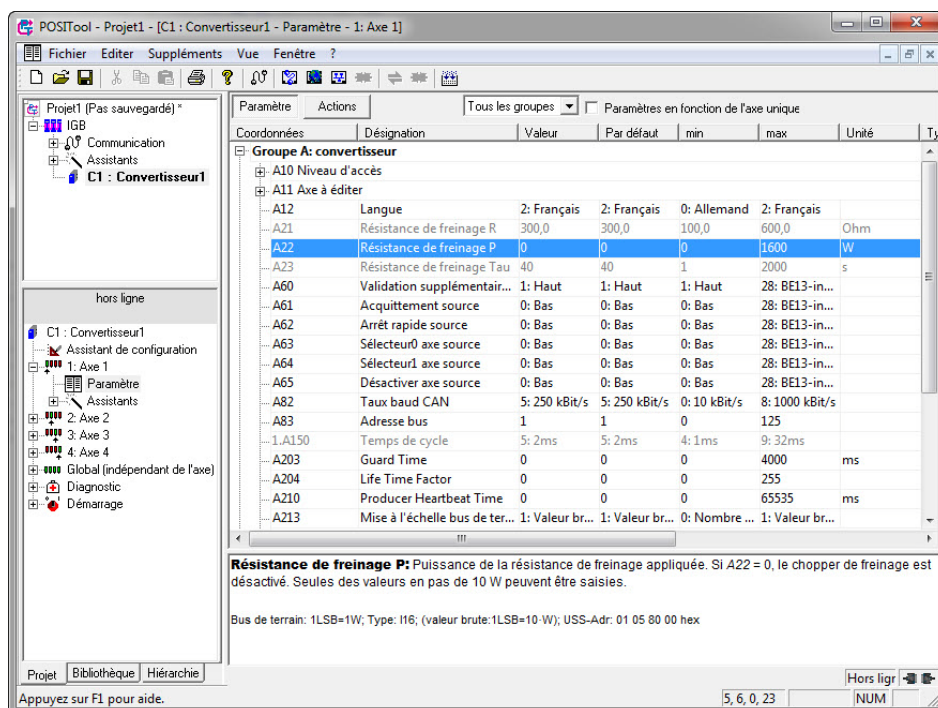 POSITool - Projet1 - [C1 : Convertisseur1 - Paramètre - 1: Axe 1]
Fichier Editer Suppléments Vue Fenêtre ?
Projet1 (Pas sauvegardé) *
IGB
Communication
Assistants
C1 : Convertisseur1
hors ligne
C1 : Convertisseur1
Assistant de configuration
1: Axe 1
Paramètre
Assistants
2: Axe 2
3: Axe 3
4: Axe 4
Global (indépendant de l'axe)
Diagnostic
Démarrage
Projet Bibliothèque Hiérarchie
Paramètre Actions Tous les groupes Paramètres en fonction de l'axe unique
Coordonnées Désignation Valeur Par défaut min max Unité Ty
Groupe A: convertisseur
A10 Niveau d'accès
A11 Axe à éditer
A12 Langue 2: Français 2: Français 0: Allemand 2: Français
A21 Résistance de freinage R 300,0 300,0 100,0 600,0 Ohm
A22 Résistance de freinage P 0 0 0 1600 W
A23 Résistance de freinage Tau 40 40 1 2000 s
A60 Validation supplémentair... 1: Haut 1: Haut 1: Haut 28: BE13-in...
A61 Acquittement source 0: Bas 0: Bas 0: Bas 28: BE13-in...
A62 Arrêt rapide source 0: Bas 0: Bas 0: Bas 28: BE13-in...
A63 Sélecteur0 axe source 0: Bas 0: Bas 0: Bas 28: BE13-in...
A64 Sélecteur1 axe source 0: Bas 0: Bas 0: Bas 28: BE13-in...
A65 Désactiver axe source 0: Bas 0: Bas 0: Bas 28: BE13-in...
A82 Taux baud CAN 5: 250 kBit/s 5: 250 kBit/s 0: 10 kBit/s 8: 1000 kBit/s
A83 Adresse bus 1 1 0 125
1.A150 Temps de cycle 5: 2ms 5: 2ms 4: 1ms 9: 32ms
A203 Guard Time 0 0 0 4000 ms
A204 Life Time Factor 0 0 0 255
A210 Producer Heartbeat Time 0 0 0 65535 ms
A213 Mise à l'échelle bus de ter... 1: Valeur br... 1: Valeur br... 0: Nombre ... 1: Valeur br...
Résistance de freinage P: Puissance de la résistance de freinage appliquée. Si A22 = 0, le chopper de freinage est
désactivé. Seules des valeurs en pas de 10 W peuvent être saisies.
Bus de terrain: 1LSB=1W; Type: I16; (valeur brute:1LSB=10·W); USS-Adr: 01 05 80 00 hex
Hors ligr
Appuyez sur F1 pour aide. 5, 6, 0, 23 NUM